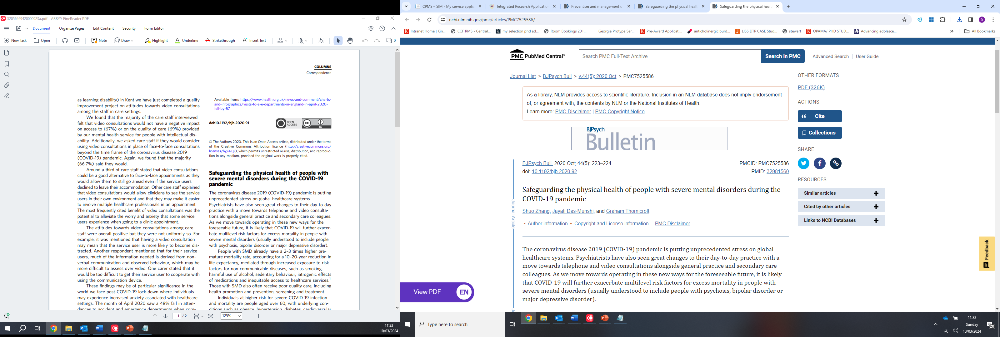 S2056469420000923a.pdf - ABBYY FineReader PDF
Document
Organize Pages
Edit Content
Security
Form Editor
New Task
Open
Note
Draw
Highlight
Underline
Strikethrough
Insert Text
0
COLUMNS
Correspondence
as learning disability) in Kent we have just completed a quality
improvement project on attitudes towards video consultations
among the staff in care settings.
We found that the majority of the care staff interviewed
felt that video consultations would not have a negative impact
on access to (67%) or on the quality of care (69%) provided
by our mental health service for people with intellectual dis-
ability. Additionally, we asked care staff if they would consider
using video consultations in place of face-to-face consultations
beyond the time frame of the coronavirus disease 2019
(COVID-19) pandemic. Again, we found that the majority
(66.7%) said they would.
Around a third of care staff stated that video consultations
could be a good alternative to face-to-face appointments as they
would allow them to still go ahead even if the service users
declined to leave their accommodation. Other care staff explained
that video consultations would allow clinicians to see the service
users in their own environment and that they may make it easier
to involve multiple healthcare professionals in an appointment.
The most frequently cited benefit of video consultations was the
potential to alleviate the worry and anxiety that some service
users experience when going to a clinic appointment.
The attitudes towards video consultations among care
staff were overall positive but they were not uniformly so. For
example, it was mentioned that having a video consultation
may mean that the service user is more likely to become dis-
tracted. Another respondent mentioned that for their service
users, much of the information needed is derived from non-
verbal communication and observed behaviour, which may be
more difficult to assess over video. One carer stated that it
would be too difficult to get their service user to cooperate with
using the communication device.
These findings may be of particular significance in the
world we face post-COVID-19 lock-down where individuals
may experience increased anxiety associated with healthcare
settings. The month of April 2020 saw a 48% fall in atten-
dances to accident and emergency departments when com-
Available from: https://www.health.org.uk/news-and-comment/charts-
and-infographics/visits-to-a-e-departments-in-england-in-april-2020-
fell-by-57
doi:10.1192/bjb.2020.91
OPEN
ACCESS
CC
BY
© The Authors 2020. This is an Open Access article, distributed under the terms
of the Creative Commons Attribution licence (http://creativecommons.org/
licenses/by/4.0/), which permits unrestricted re-use, distribution, and reproduc-
tion in any medium, provided the original work is properly cited.
Safeguarding the physical health of people with
severe mental disorders during the COVID-19
pandemic
The coronavirus disease 2019 (COVID-19) pandemic is putting
unprecedented stress on global healthcare systems.
Psychiatrists have also seen great changes to their day-to-day
practice with a move towards telephone and video consulta-
tions alongside general practice and secondary care colleagues.
As we move towards operating in these new ways for the
foreseeable future, it is likely that COVID-19 will further exacer-
bate multilevel risk factors for excess mortality in people with
severe mental disorders (usually understood to include people
with psychosis, bipolar disorder or major depressive disorder).
People with SMD already have a 2–3 times higher pre-
mature mortality rate, accounting for a 10–20-year reduction in
life expectancy, mediated through increased exposure to risk
factors for non-communicable diseases, such as smoking,
harmful use of alcohol, sedentary behaviour, iatrogenic effects
of medications and inequitable access to healthcare services.1
Those with SMD also often receive poor quality care, including
health promotion and prevention, screening and treatment.
Individuals at higher risk for severe COVID-19 infection
and mortality are people aged over 60; with underlying con-
ditions such as obesity, hypertension, diabetes, cardiovascular
1 / 2
125%
11:33
10/03/2024
CPMS – SIM - My service applic
Integrated Research Application
Prevention and management of
Safeguarding the physical healt
Safeguarding the physical healt
ncbi.nlm.nih.gov/pmc/articles/PMC7525586/
D
Intranet Home | Kin...
CCF RMS - Central...
my selection phd ad...
Room Bookings 201...
Georgie Protype Ser...
Pre-Award Applicati...
anticholinergic burd...
LISS DTP CASE Stud...
stewart
OPAMA/ PHD STUD...
Advancing adolesce...
All Bookmarks
PMC PubMed Central®
Search PMC Full-Text Archive
Search in PMC
Advanced Search
User Guide
Journal List > BJPsych Bull > v.44(5); 2020 Oct > PMC7525586
As a library, NLM provides access to scientific literature. Inclusion in an NLM database does not imply endorsement
of, or agreement with, the contents by NLM or the National Institutes of Health.
Learn more: PMC Disclaimer | PMC Copyright Notice
BJPsych
Bulletin
BJPsych Bull. 2020 Oct; 44(5): 223–224.
PMCID: PMC7525586
doi: 10.1192/bjb.2020.92
PMID: 32981560
Safeguarding the physical health of people with severe mental disorders during the
COVID-19 pandemic
Shuo Zhang, Jayati Das-Munshi, and Graham Thornicroft
Author information
Copyright and License information
PMC Disclaimer
Journal Article
The coronavirus disease 2019 (COVID-19) pandemic is putting unprecedented stress on global
healthcare systems. Psychiatrists have also seen great changes to their day-to-day practice with a
move towards telephone and video consultations alongside general practice and secondary care
colleagues. As we move towards operating in these new ways for the foreseeable future, it is likely
that COVID-19 will further exacerbate multilevel risk factors for excess mortality in people with
severe mental disorders (usually understood to include people with psychosis, bipolar disorder or
major depressive disorder).
View PDF
EN
OTHER FORMATS
PDF (326K)
ACTIONS
Cite
Collections
SHARE
RESOURCES
Similar articles
Cited by other articles
Links to NCBI Databases
Feedback
Type here to search
11:33
Sunday
10/03/2024
20